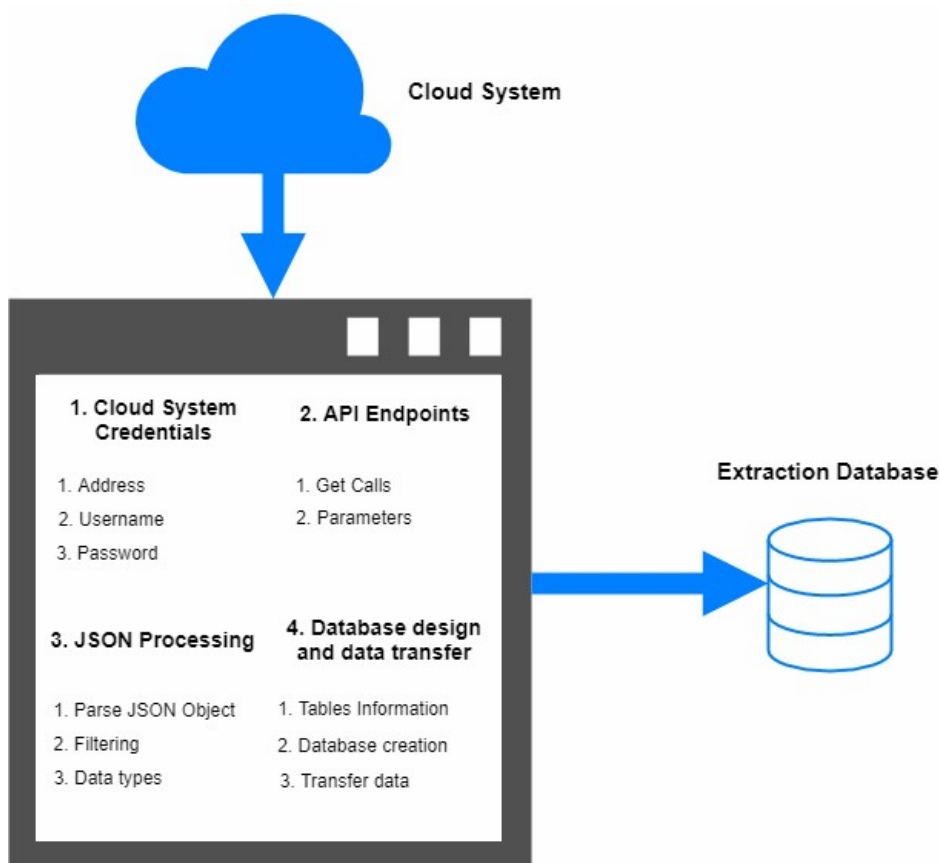 Cloud System
1. Cloud System
Credentials
1. Address
2. Username
3. Password
2. API Endpoints
1. Get Calls
2. Parameters
3. JSON Processing
1. Parse JSON Object
2. Filtering
3. Data types
4. Database design
and data transfer
1. Tables Information
2. Database creation
3. Transfer data
Extraction Database